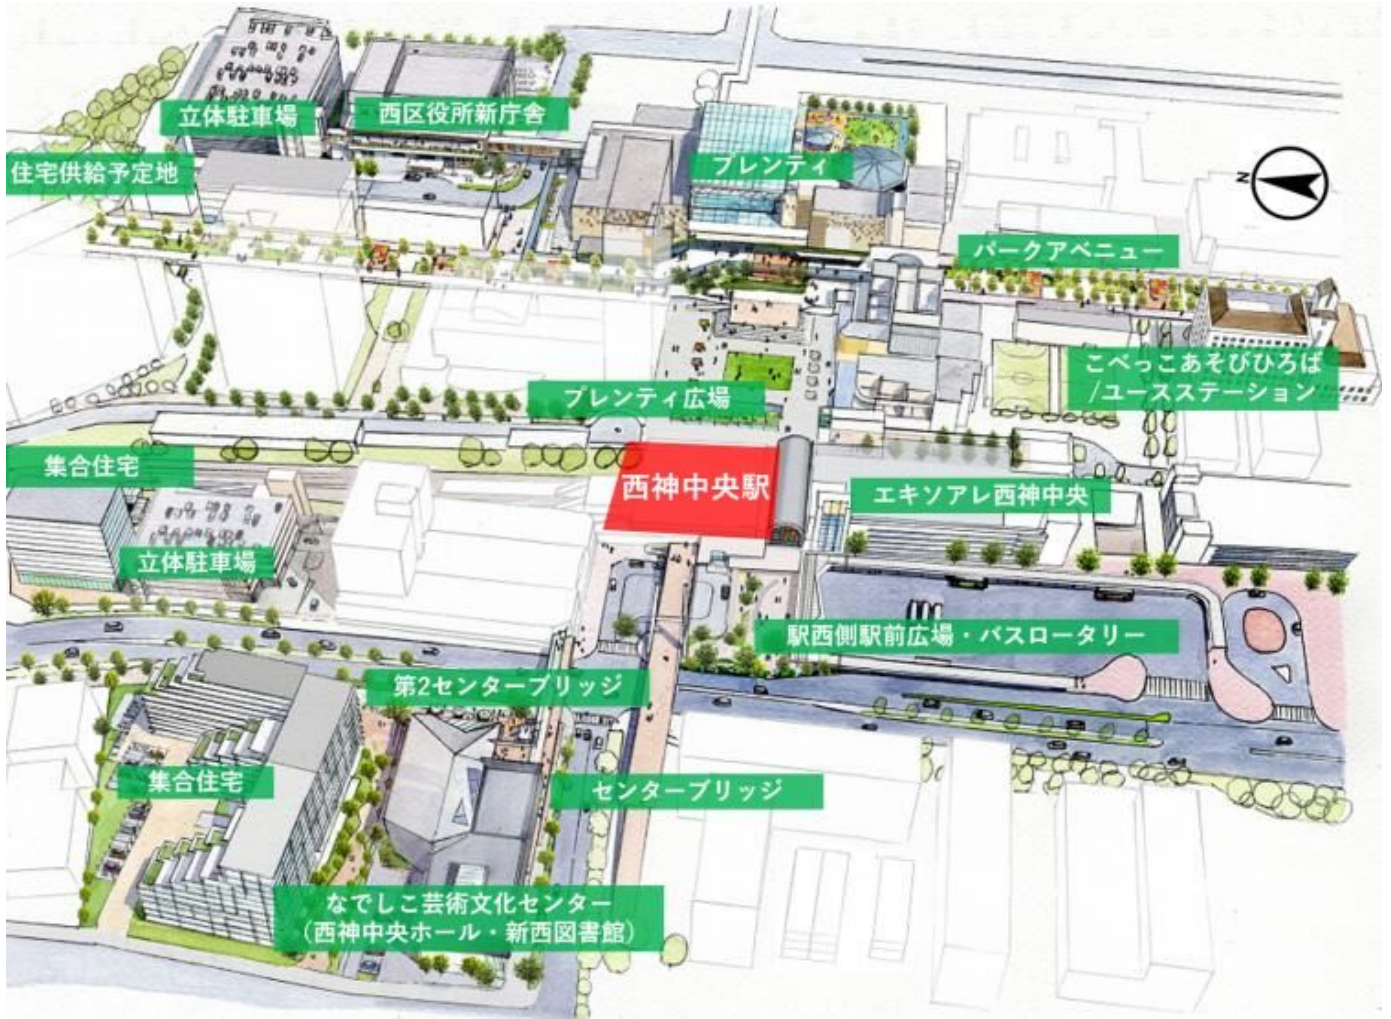 立体駐車場
西区役所新庁舎
住宅供給予定地
プレンティ
N
パークアベニュー
こべっこあそびひろば
/ユースステーション
プレンティ広場
集合住宅
西神中央駅
エキソアレ西神中央
立体駐車場
駅西側駅前広場・バスロータリー
第2センターブリッジ
集合住宅
センターブリッジ
なでしこ芸術文化センター
(西神中央ホール・新西図書館)